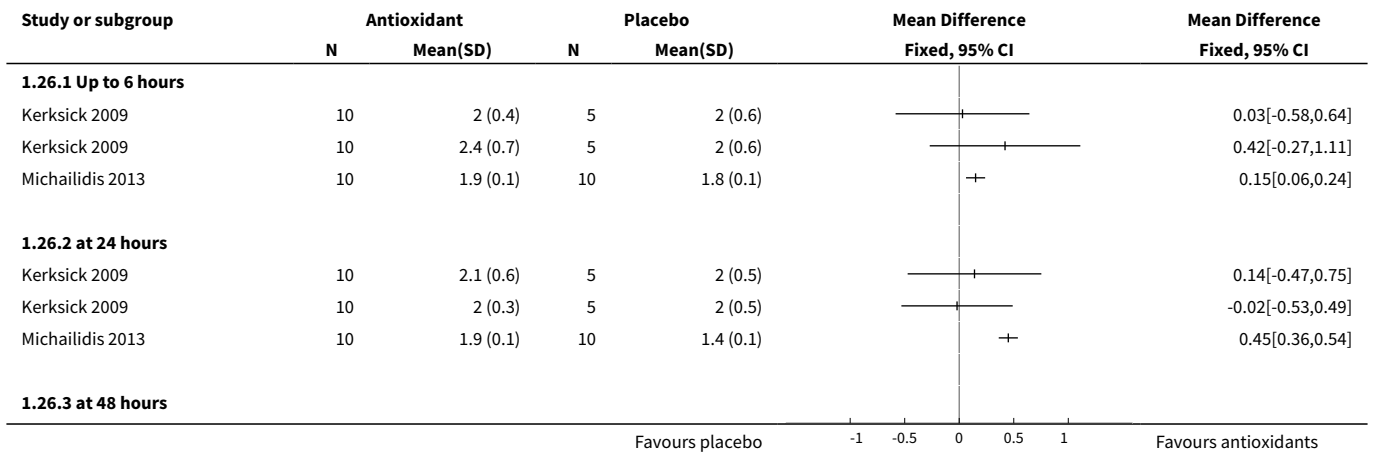 Study or subgroup Antioxidant Placebo Mean Difference Mean Difference
N Mean(SD) N Mean(SD) Fixed, 95% CI Fixed, 95% CI
1.26.1 Up to 6 hours
Kerksick 2009 10 2 (0.4) 5 2 (0.6) 0.03[-0.58,0.64]
Kerksick 2009 10 2.4 (0.7) 5 2 (0.6) 0.42[-0.27,1.11]
Michailidis 2013 10 1.9 (0.1) 10 1.8 (0.1) 0.15[0.06,0.24]
1.26.2 at 24 hours
Kerksick 2009 10 2.1 (0.6) 5 2 (0.5) 0.14[-0.47,0.75]
Kerksick 2009 10 2 (0.3) 5 2 (0.5) -0.02[-0.53,0.49]
Michailidis 2013 10 1.9 (0.1) 10 1.4 (0.1) 0.45[0.36,0.54]
1.26.3 at 48 hours
Favours placebo -1 -0.5 0 0.5 1 Favours antioxidants